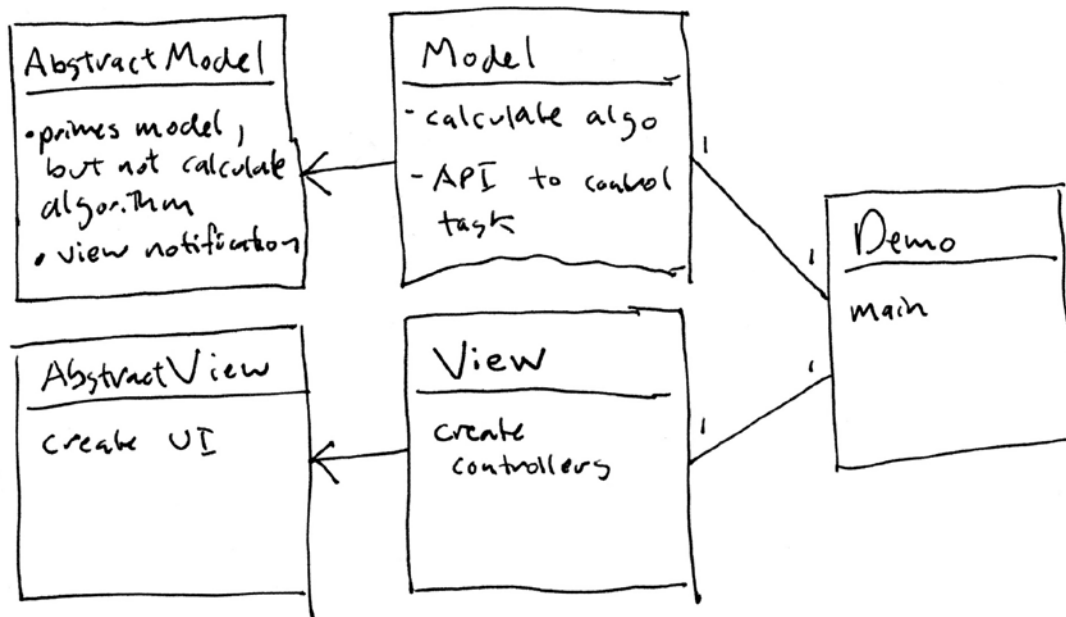 AbstractModel
•primes model,
but not calculate
algorithm
• view notification
Model
-calculate algo
-API to control
task
1
1
Demo
main
AbstractView
create UI
View
create
controllers
1
1